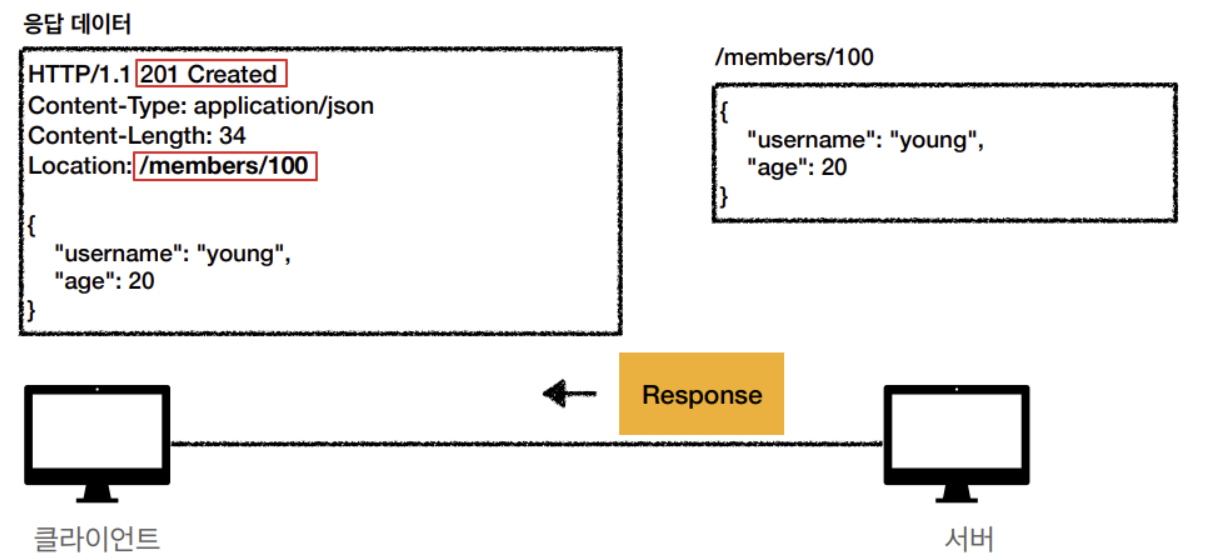 응답 데이터
HTTP/1.1 201 Created
Content-Type: application/json
Content-Length: 34
Location: /members/100
{
"username": "young",
"age": 20
}
/members/100
{
"username": "young",
"age": 20
}
Response
클라이언트
서버